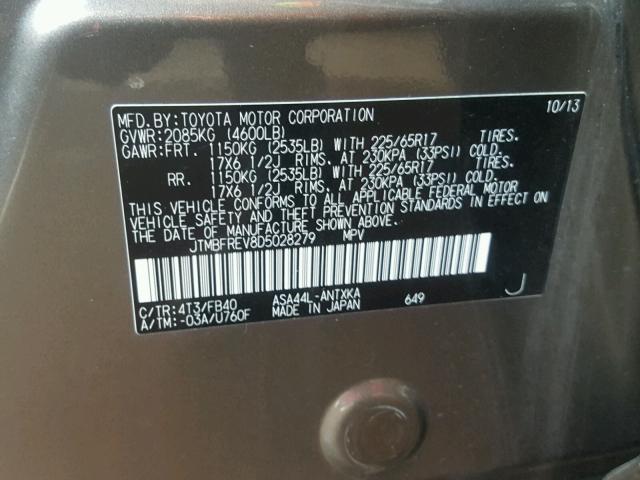 MFD.BY:TOYOTA MOTOR CORPORATION 10/13
GVWR:2085KG (4600LB)
GAWR:FRT. 1150KG (2535LB) WITH 225/65R17 TIRES.
17X6 1/2J RIMS, AT 230KPA (33PSI) COLD.
RR. 1150KG (2535LB) WITH 225/65R17 TIRES.
17X6 1/2J RIMS, AT 230KPA (33PSI) COLD.
THIS VEHICLE CONFORMS TO ALL APPLICABLE FEDERAL MOTOR
VEHICLE SAFETY AND THEFT PREVENTION STANDARDS IN EFFECT ON
THE DATE OF MANUFACTURE SHOWN ABOVE.
JTMBFREV8D5028279 MPV
C/TR:4T3/FB40 ASA44L-ANTXKA 649
A/TM:-03A/U760F MADE IN JAPAN
J